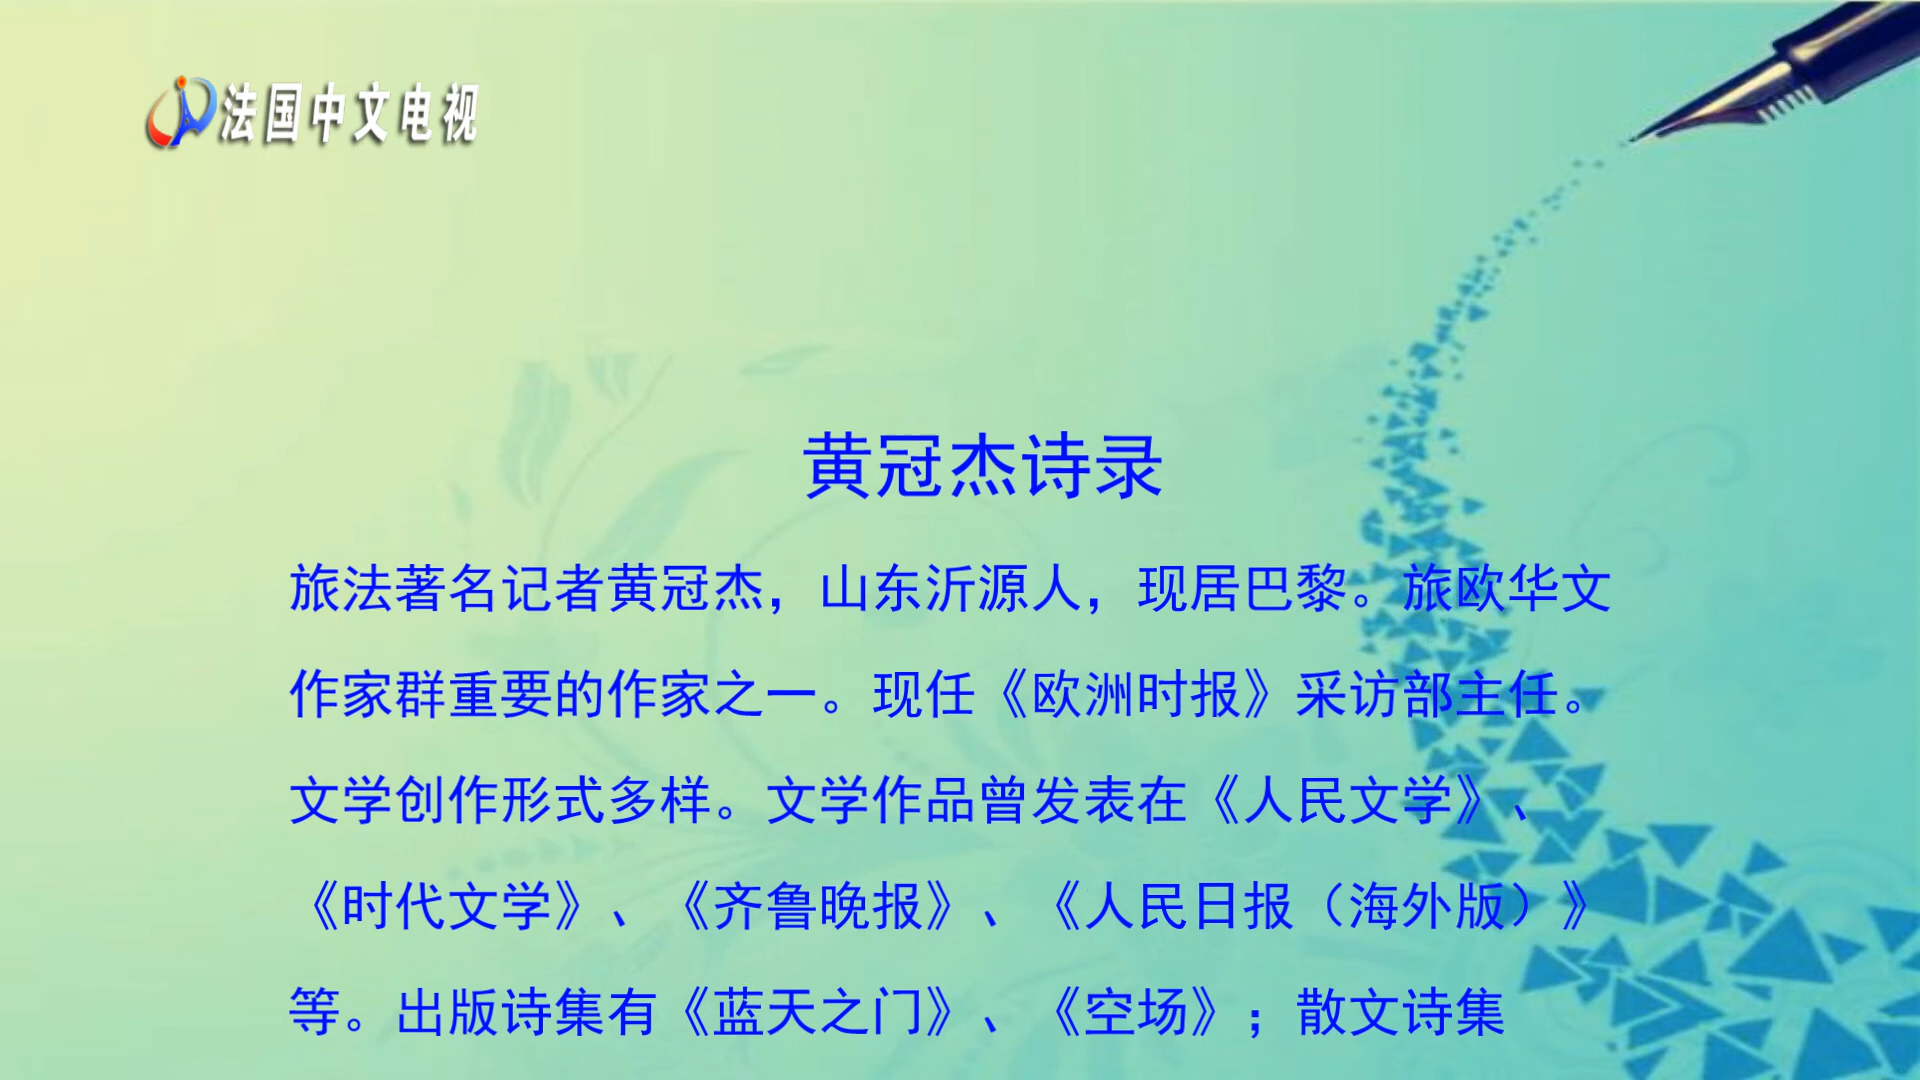 法国中文电视
黄冠杰诗录
旅法著名记者黄冠杰，山东沂源人，现居巴黎。旅欧华文
作家群重要的作家之一。现任《欧洲时报》采访部主任。
文学创作形式多样。文学作品曾发表在《人民文学》、
《时代文学》、《齐鲁晚报》、《人民日报（海外版）》
等。出版诗集有《蓝天之门》、《空场》；散文诗集